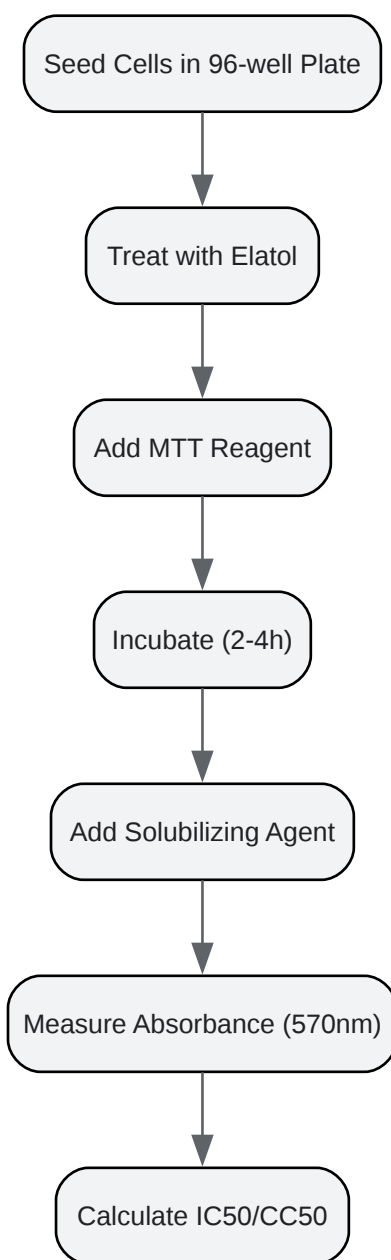 Seed Cells in 96-well Plate
Treat with Elatol
Add MTT Reagent
Incubate (2-4h)
Add Solubilizing Agent
Measure Absorbance (570nm)
Calculate IC50/CC50